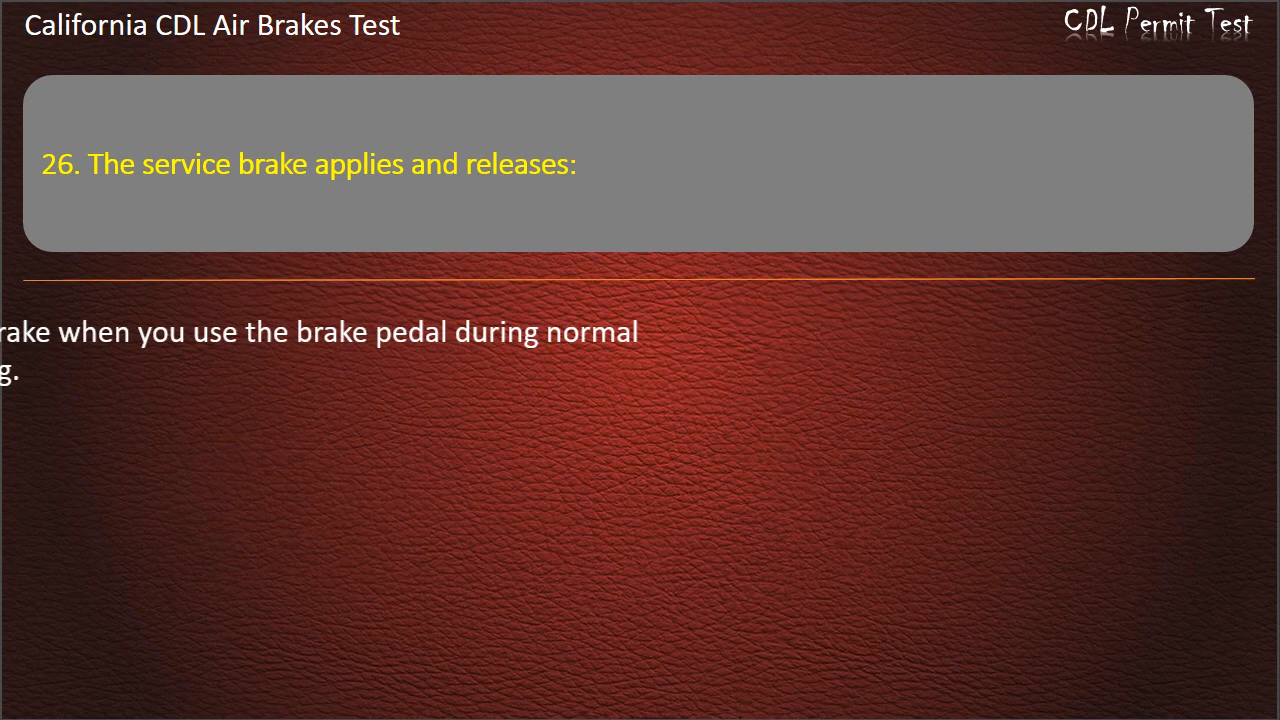 California CDL Air Brakes Test
CDL Permit Test
26. The service brake applies and releases:
rake when you use the brake pedal during normal
g.